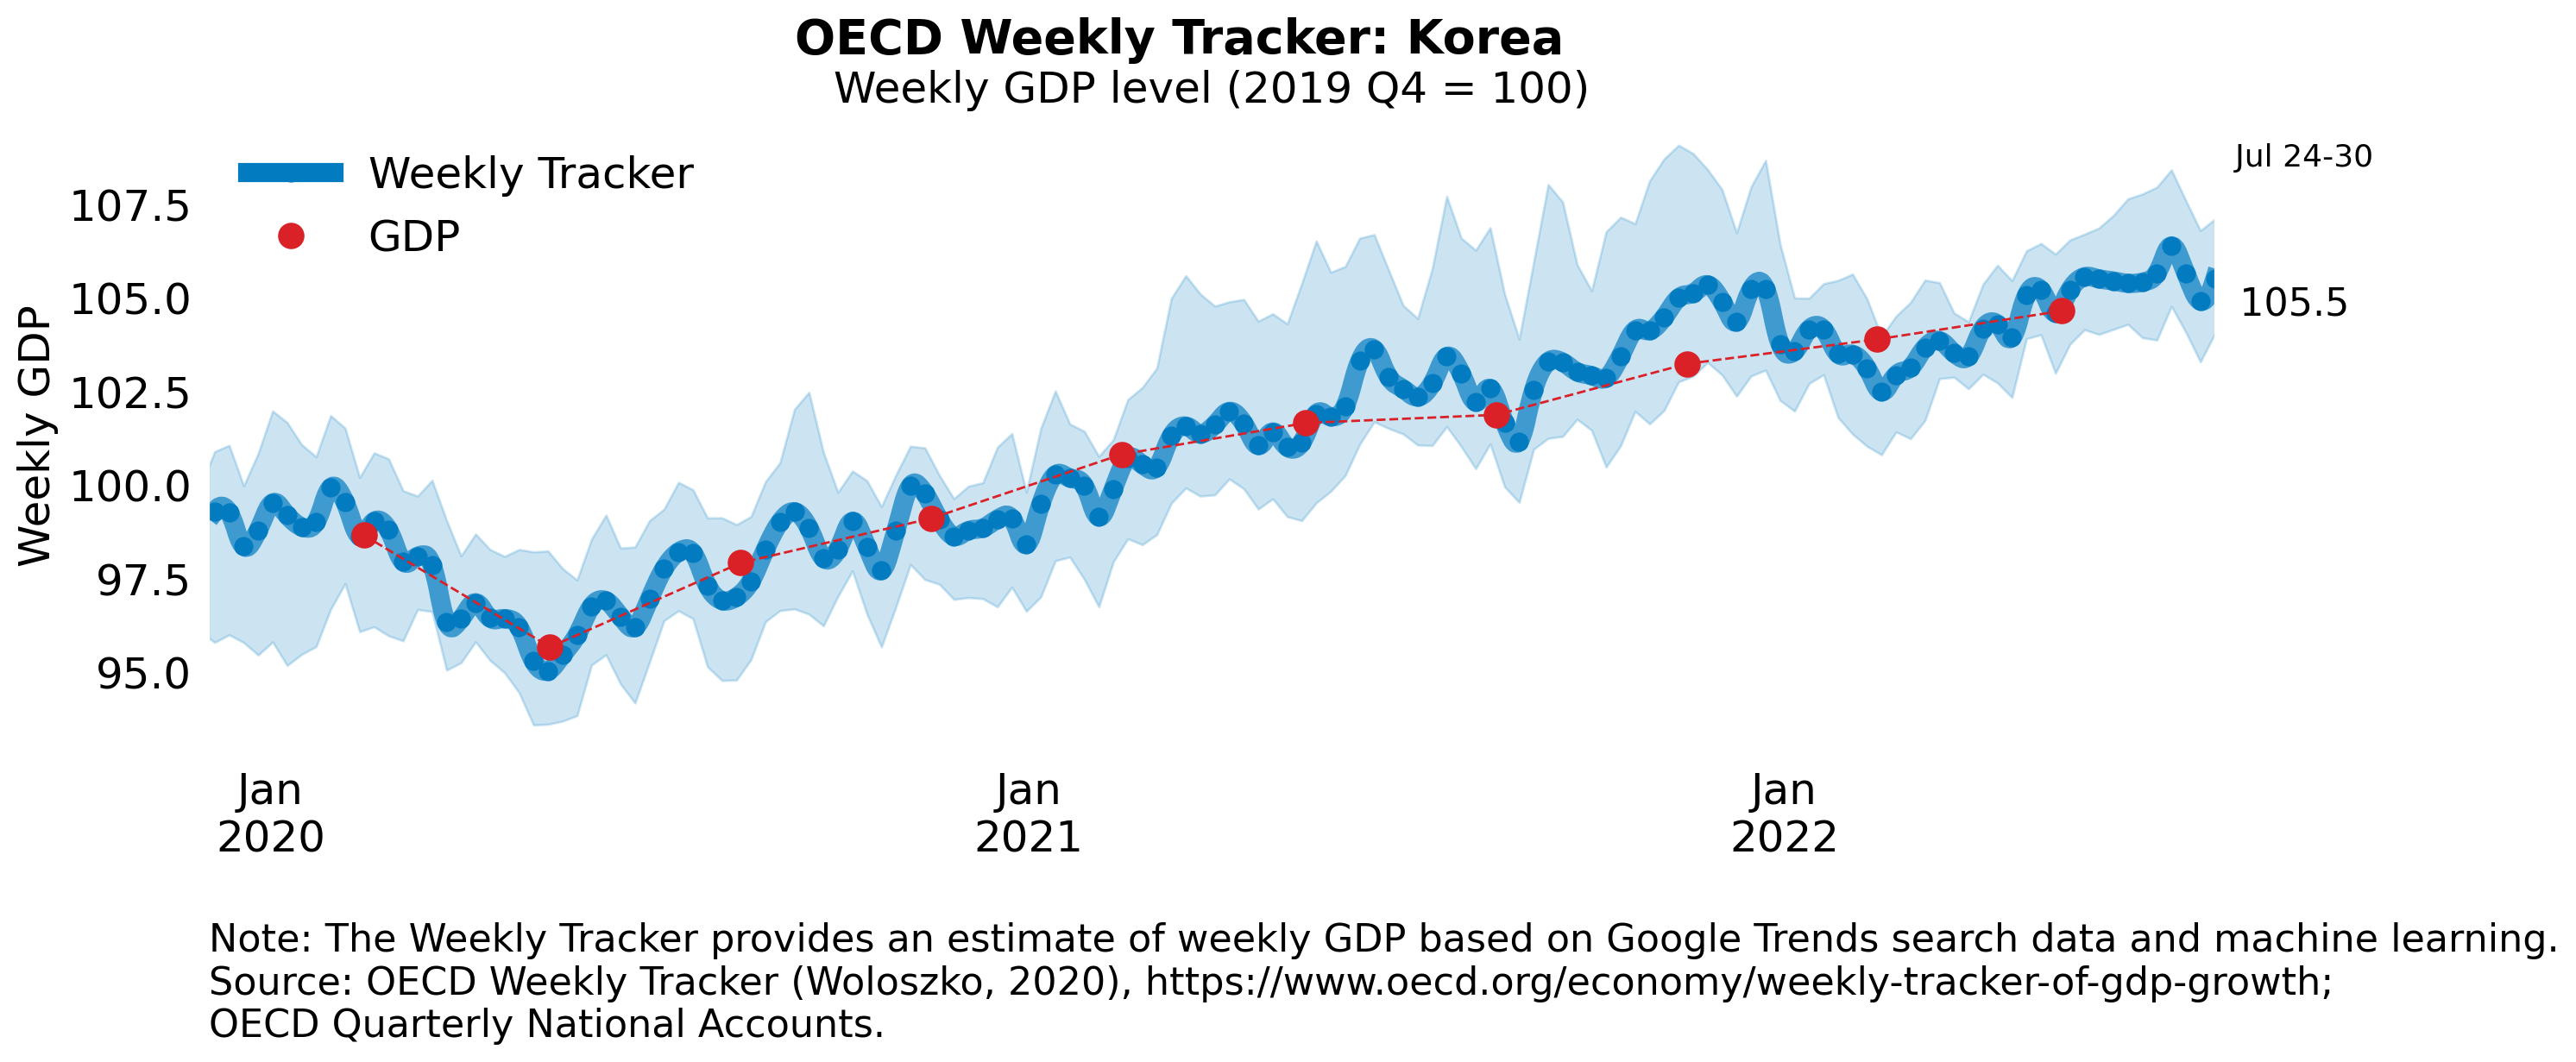 OECD Weekly Tracker: Korea
Weekly GDP level (2019 Q4 = 100)
Weekly Tracker
GDP
Jul 24-30
105.5
Weekly GDP
107.5
105.0
102.5
100.0
97.5
95.0
Jan
2020
Jan
2021
Jan
2022
Note: The Weekly Tracker provides an estimate of weekly GDP based on Google Trends search data and machine learning.
Source: OECD Weekly Tracker (Woloszko, 2020), https://www.oecd.org/economy/weekly-tracker-of-gdp-growth;
OECD Quarterly National Accounts.